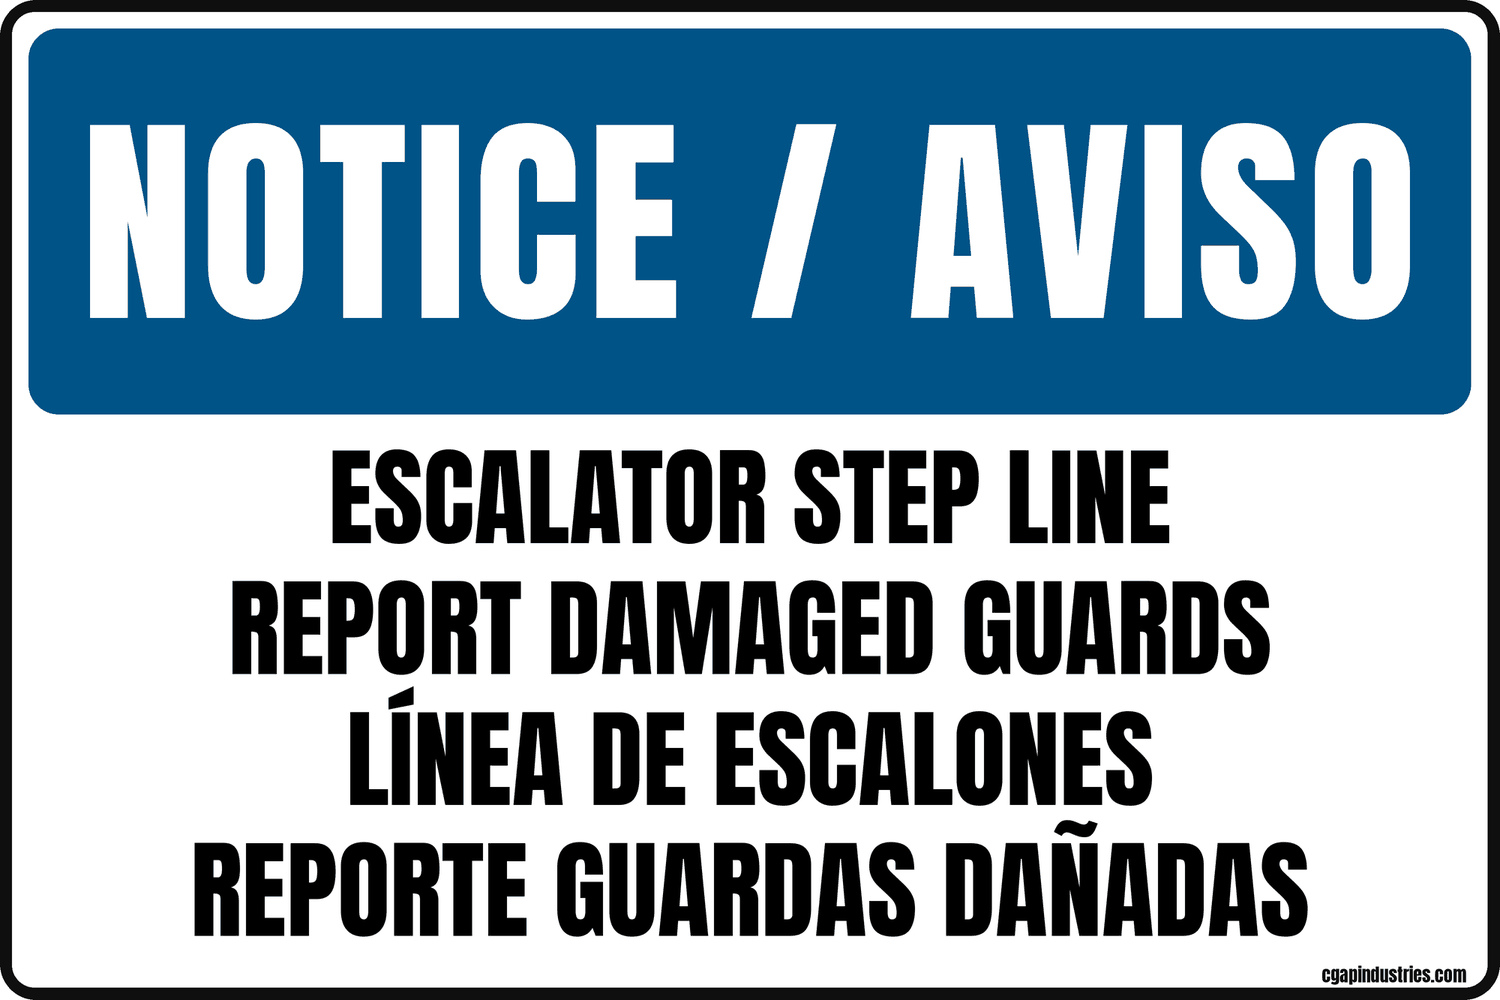 NOTICE / AVISO
ESCALATOR STEP LINE
REPORT DAMAGED GUARDS
LÍNEA DE ESCALONES
REPORTE GUARDAS DAÑADAS
cgapindustries.com